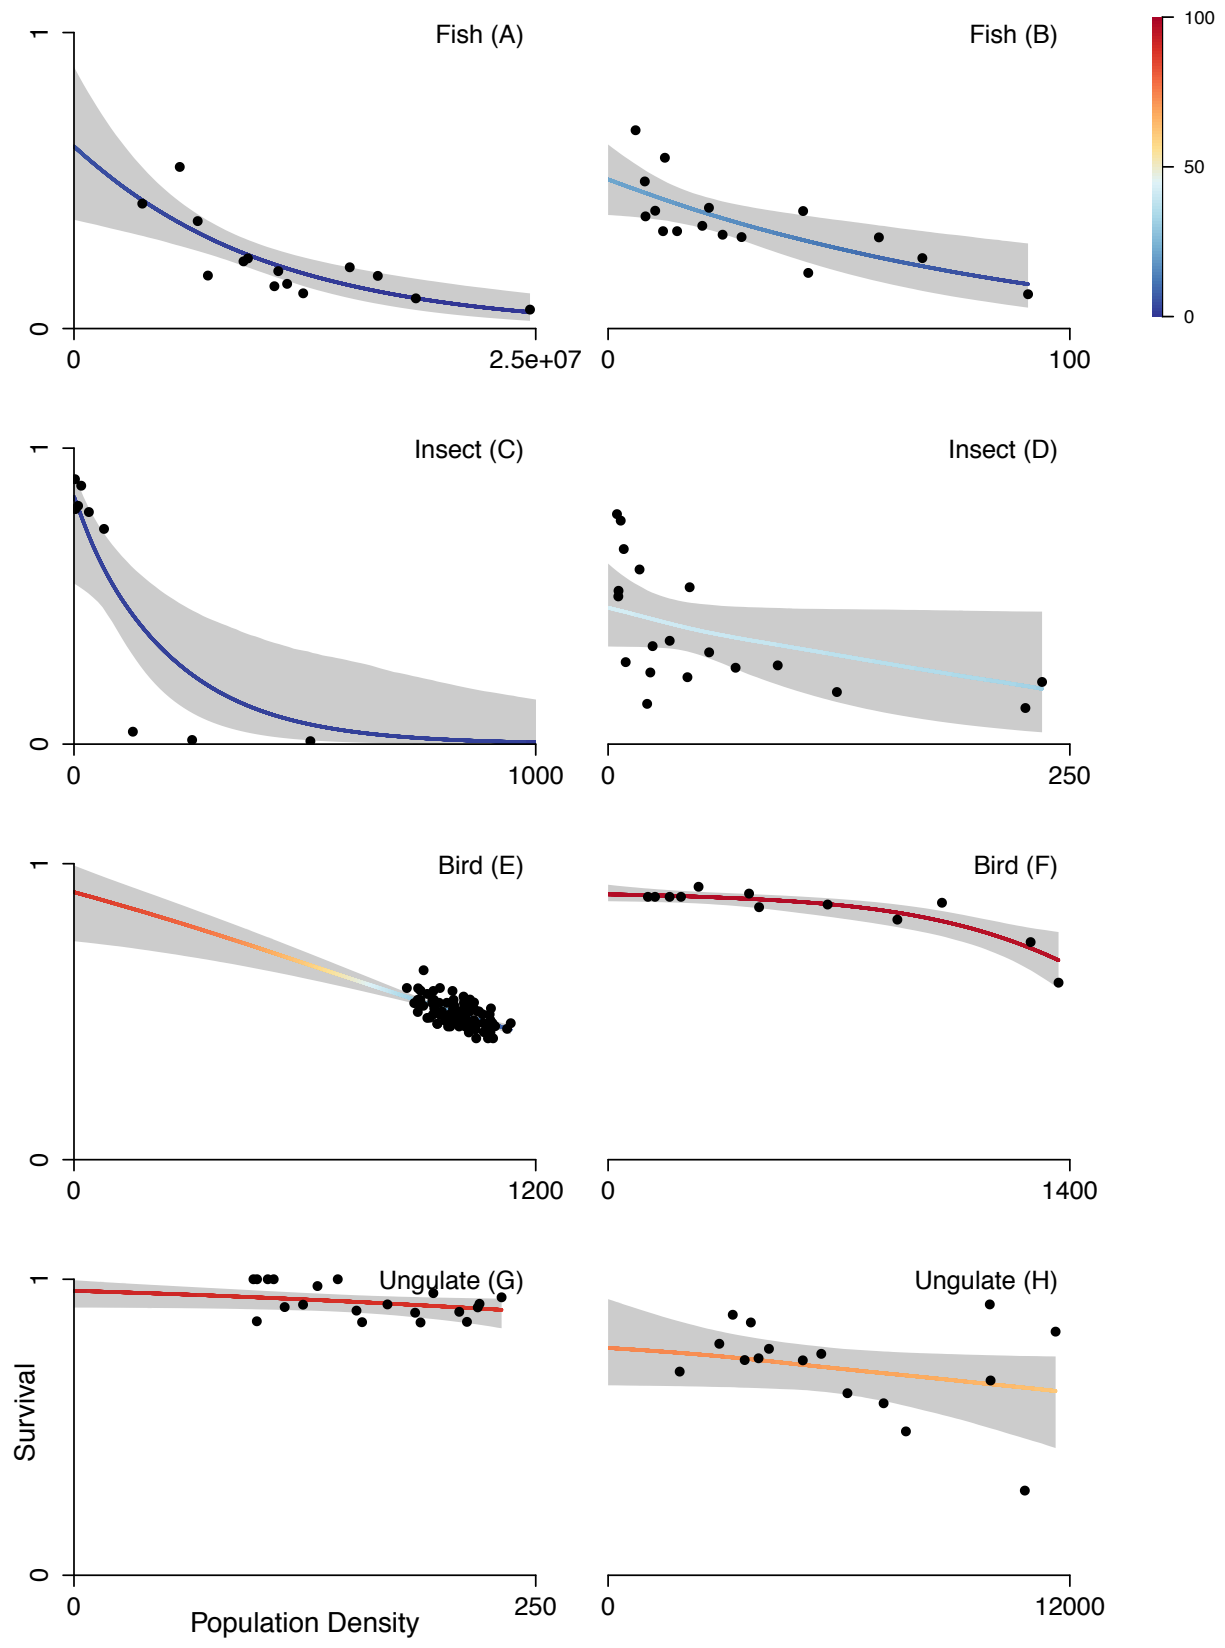 Fish (A)
1
0
0
2.5e+07
Fish (B)
0
100
100
50
0
Insect (C)
1
0
0
1000
Insect (D)
0
250
Bird (E)
1
0
0
1200
Bird (F)
0
1400
Ungulate (G)
1
0
0
250
Ungulate (H)
0
12000
Survival
Population Density